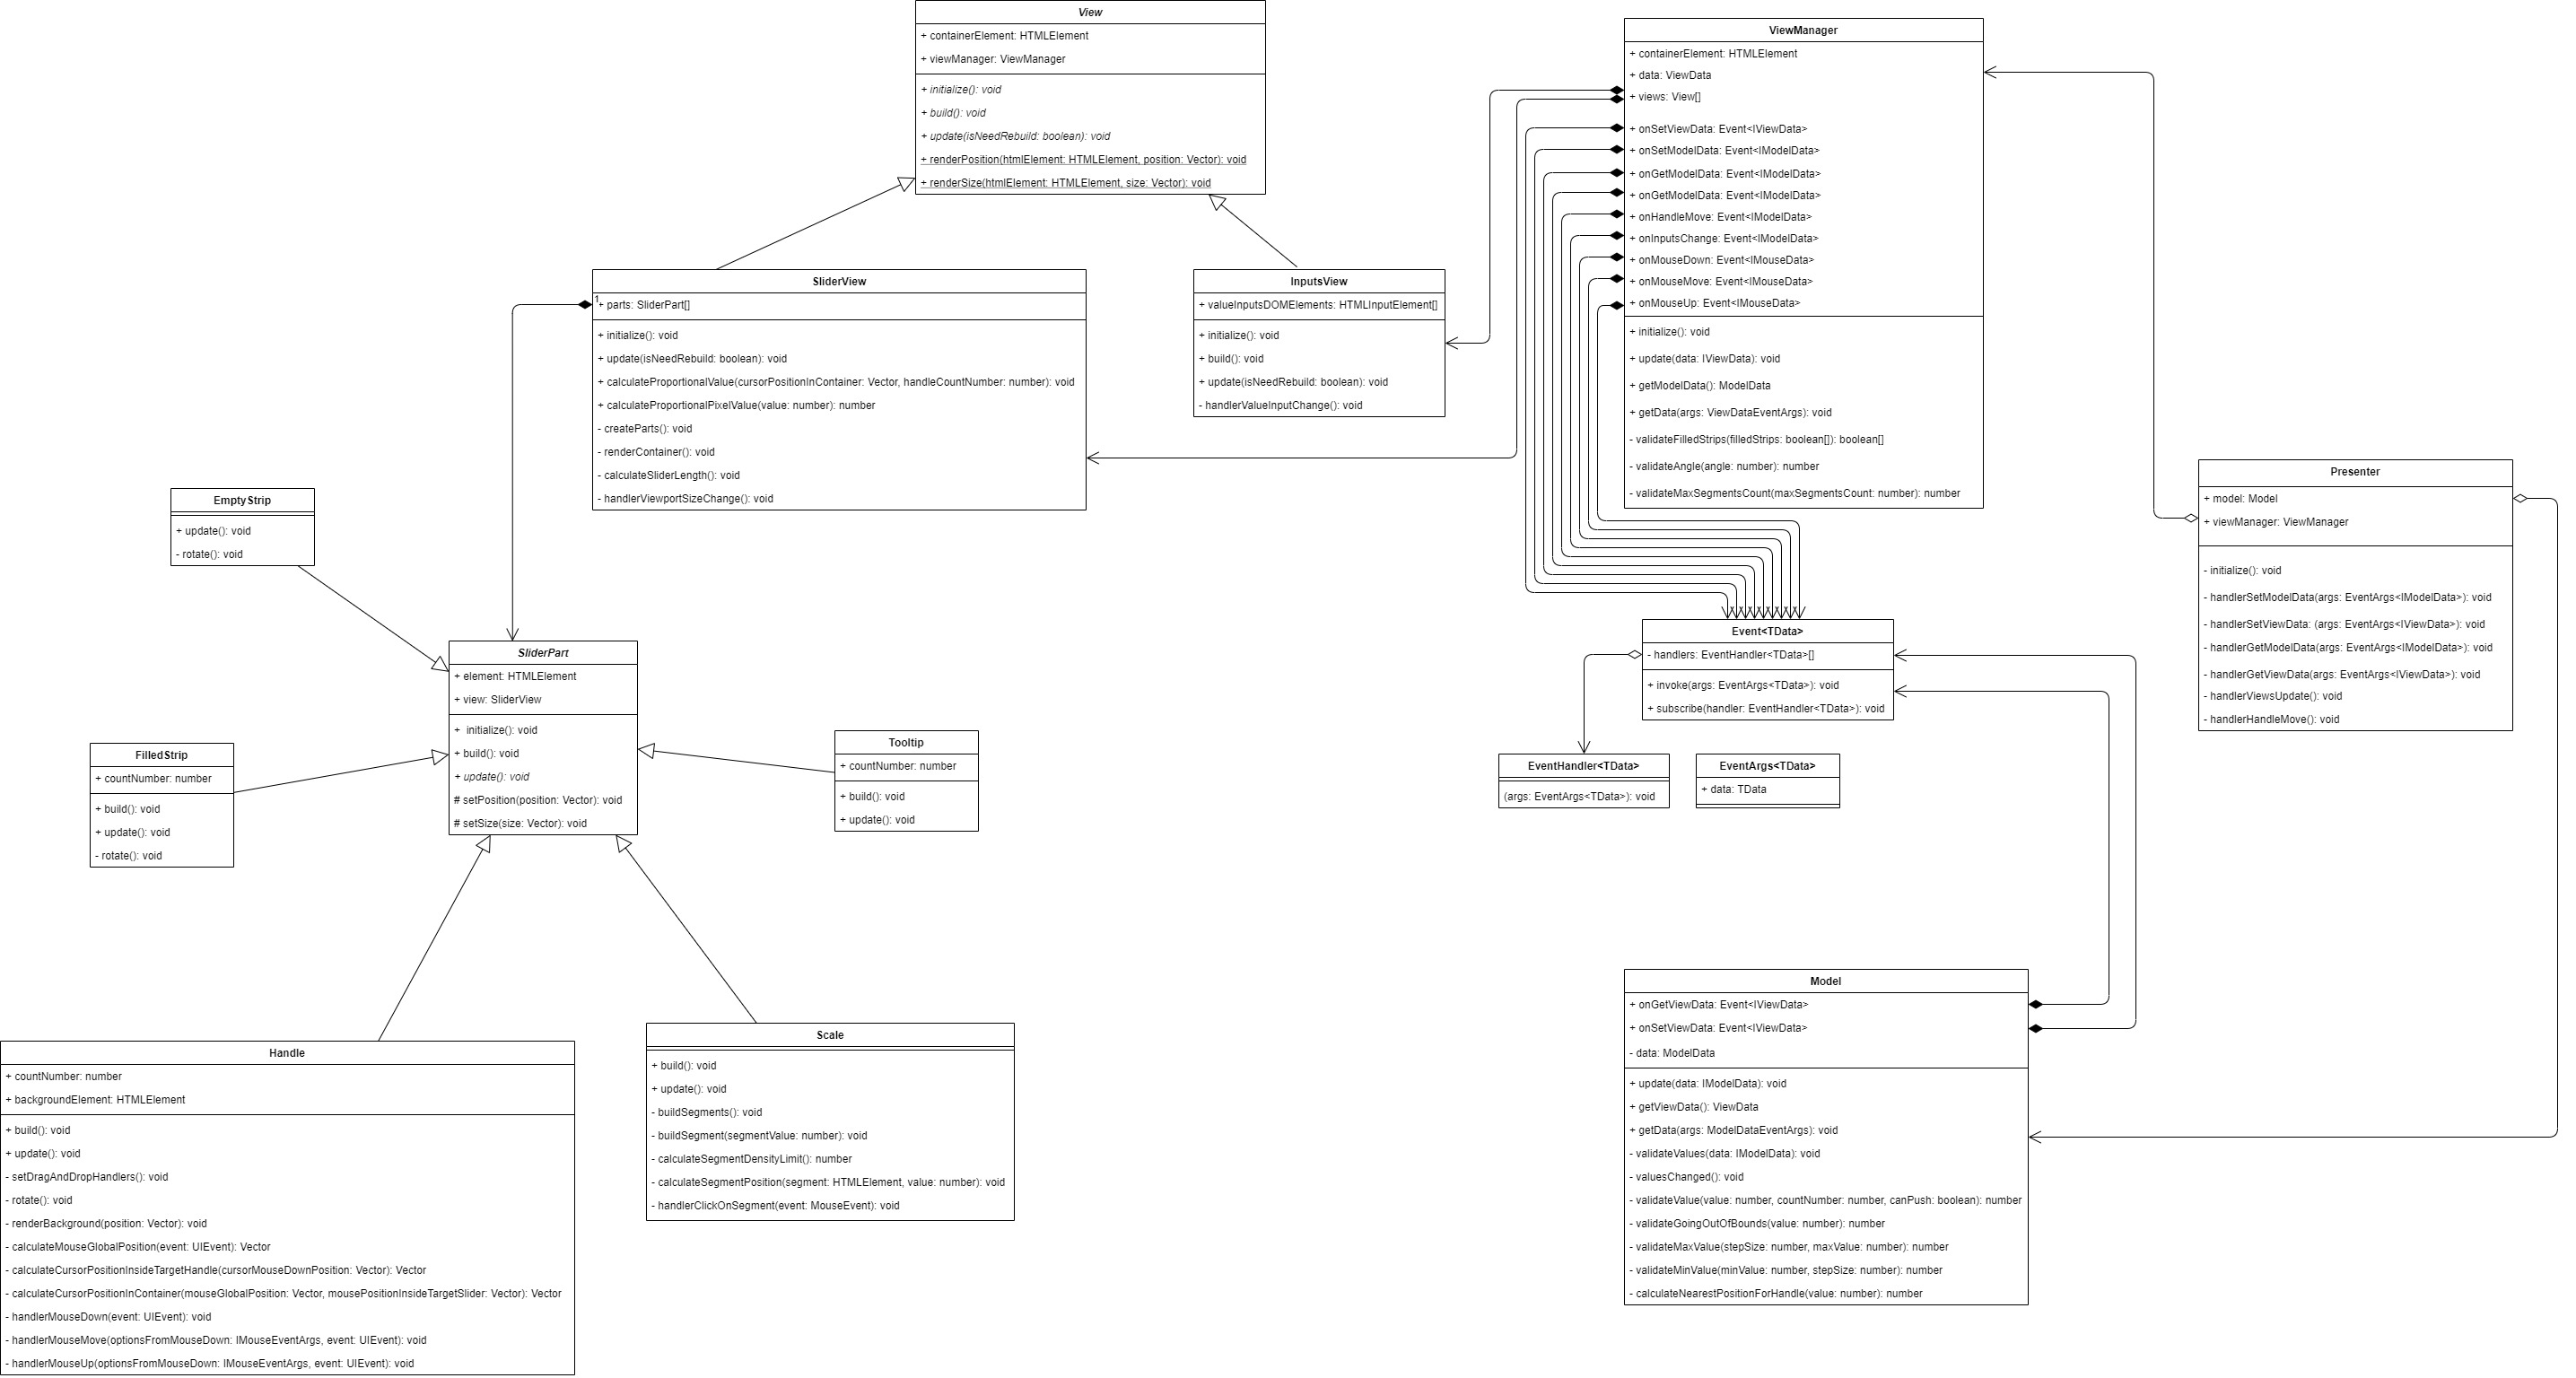 View
+ containerElement: HTMLElement
+ viewManager: ViewManager
+ initialize(): void
+ build(): void
+ update(isNeedRebuild: boolean): void
+ renderPosition(htmlElement: HTMLElement, position: Vector): void
+ renderSize(htmlElement: HTMLElement, size: Vector): void
ViewManager
+ containerElement: HTMLElement
+ data: ViewData
+ views: View[]
+ onSetViewData: Event<IViewData>
+ onSetModelData: Event<IModelData>
+ onGetModelData: Event<IModelData>
+ onGetModelData: Event<IModelData>
+ onHandleMove: Event<IModelData>
+ onInputsChange: Event<IModelData>
+ onMouseDown: Event<IMouseData>
+ onMouseMove: Event<IMouseData>
+ onMouseUp: Event<IMouseData>
+ initialize(): void
+ update(data: IViewData): void
+ getModelData(): ModelData
+ getData(args: ViewDataEventArgs): void
- validateFilledStrips(filledStrips: boolean[]): boolean[]
- validateAngle(angle: number): number
- validateMaxSegmentsCount(maxSegmentsCount: number): number
SliderView
1
+ parts: SliderPart[]
+ initialize(): void
+ update(isNeedRebuild: boolean): void
+ calculateProportionalValue(cursorPositionInContainer: Vector, handleCountNumber: number): void
+ calculateProportionalPixelValue(value: number): number
- createParts(): void
- renderContainer(): void
- calculateSliderLength(): void
- handlerViewportSizeChange(): void
InputsView
+ valueInputsDOMElements: HTMLInputElement[]
+ initialize(): void
+ build(): void
+ update(isNeedRebuild: boolean): void
- handlerValueInputChange(): void
Presenter
+ model: Model
+ viewManager: ViewManager
- initialize(): void
- handlerSetModelData(args: EventArgs<IModelData>): void
- handlerSetViewData: (args: EventArgs<IViewData>): void
- handlerGetModelData(args: EventArgs<IModelData>): void
- handlerGetViewData(args: EventArgs<IViewData>): void
- handlerViewsUpdate(): void
- handlerHandleMove(): void
EmptyStrip
+ update(): void
- rotate(): void
SliderPart
+ element: HTMLElement
+ view: SliderView
+ initialize(): void
+ build(): void
+ update(): void
# setPosition(position: Vector): void
# setSize(size: Vector): void
Event<TData>
- handlers: EventHandler<TData>[]
+ invoke(args: EventArgs<TData>): void
+ subscribe(handler: EventHandler<TData>): void
FilledStrip
+ countNumber: number
+ build(): void
+ update(): void
- rotate(): void
Tooltip
+ countNumber: number
+ build(): void
+ update(): void
EventHandler<TData>
(args: EventArgs<TData>): void
EventArgs<TData>
+ data: TData
Model
+ onGetViewData: Event<IViewData>
+ onSetViewData: Event<IViewData>
- data: ModelData
+ update(data: IModelData): void
+ getViewData(): ViewData
+ getData(args: ModelDataEventArgs): void
- validateValues(data: IModelData): void
- valuesChanged(): void
- validateValue(value: number, countNumber: number, canPush: boolean): number
- validateGoingOutOfBounds(value: number): number
- validateMaxValue(stepSize: number, maxValue: number): number
- validateMinValue(minValue: number, stepSize: number): number
- calculateNearestPositionForHandle(value: number): number
Handle
+ countNumber: number
+ backgroundElement: HTMLElement
+ build(): void
+ update(): void
- setDragAndDropHandlers(): void
- rotate(): void
- renderBackground(position: Vector): void
- calculateMouseGlobalPosition(event: UIEvent): Vector
- calculateCursorPositionInsideTargetHandle(cursorMouseDownPosition: Vector): Vector
- calculateCursorPositionInContainer(mouseGlobalPosition: Vector, mousePositionInsideTargetSlider: Vector): Vector
- handlerMouseDown(event: UIEvent): void
- handlerMouseMove(optionsFromMouseDown: IMouseEventArgs, event: UIEvent): void
- handlerMouseUp(optionsFromMouseDown: IMouseEventArgs, event: UIEvent): void
Scale
+ build(): void
+ update(): void
- buildSegments(): void
- buildSegment(segmentValue: number): void
- calculateSegmentDensityLimit(): number
- calculateSegmentPosition(segment: HTMLElement, value: number): void
- handlerClickOnSegment(event: MouseEvent): void